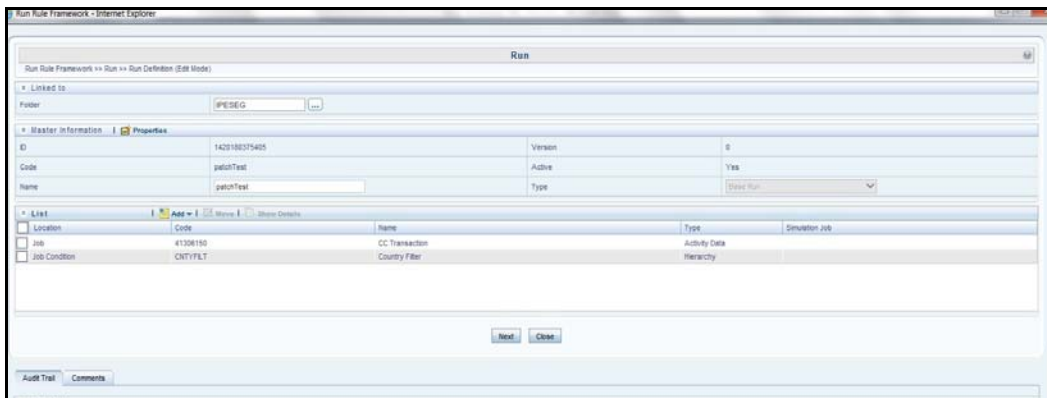 Run Rule Framework - Internet Explorer
Run
Run Rule Framework >> Run >> Run Definition (Edit Mode)
Linked to
Folder IPESEG ...
Master Information | Properties
ID 1420180375405 Version 0
Code patchTest Active Yes
Name patchTest Type Base Run
List | Add | Move | Show Details
Location Code Name Type Simulation Job
Job 41306150 CC Transaction Activity Data
Job Condition CNTYFILT Country Filter Hierarchy
Next Close
Audit Trail Comments